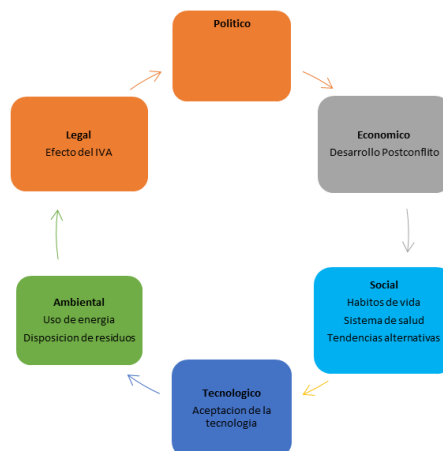 Politico
Economico
Desarrollo Postconflito
Social
Habitos de vida
Sistema de salud
Tendencias alternativas
Tecnologico
Aceptacion de la
tecnologia
Ambiental
Uso de energia
Disposicion de residuos
Legal
Efecto del IVA